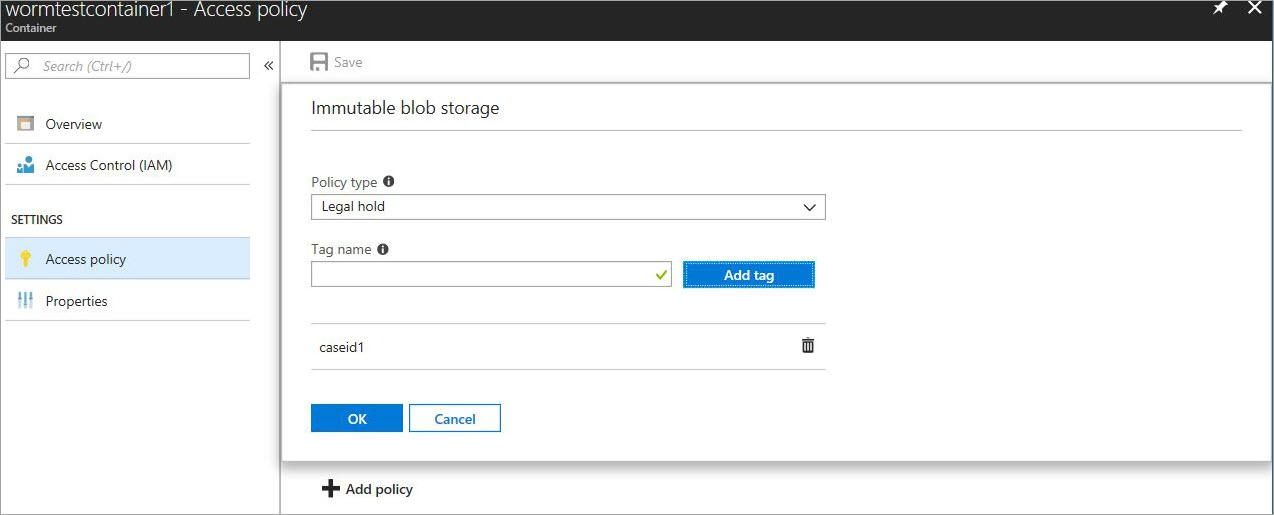 wormtestcontainer1 - Access policy
Container
Search (Ctrl+/)
«
Save
Immutable blob storage
Overview
Access Control (IAM)
Policy type
Legal hold
SETTINGS
Tag name
Access policy
Add tag
Properties
caseid1
OK
Cancel
Add policy